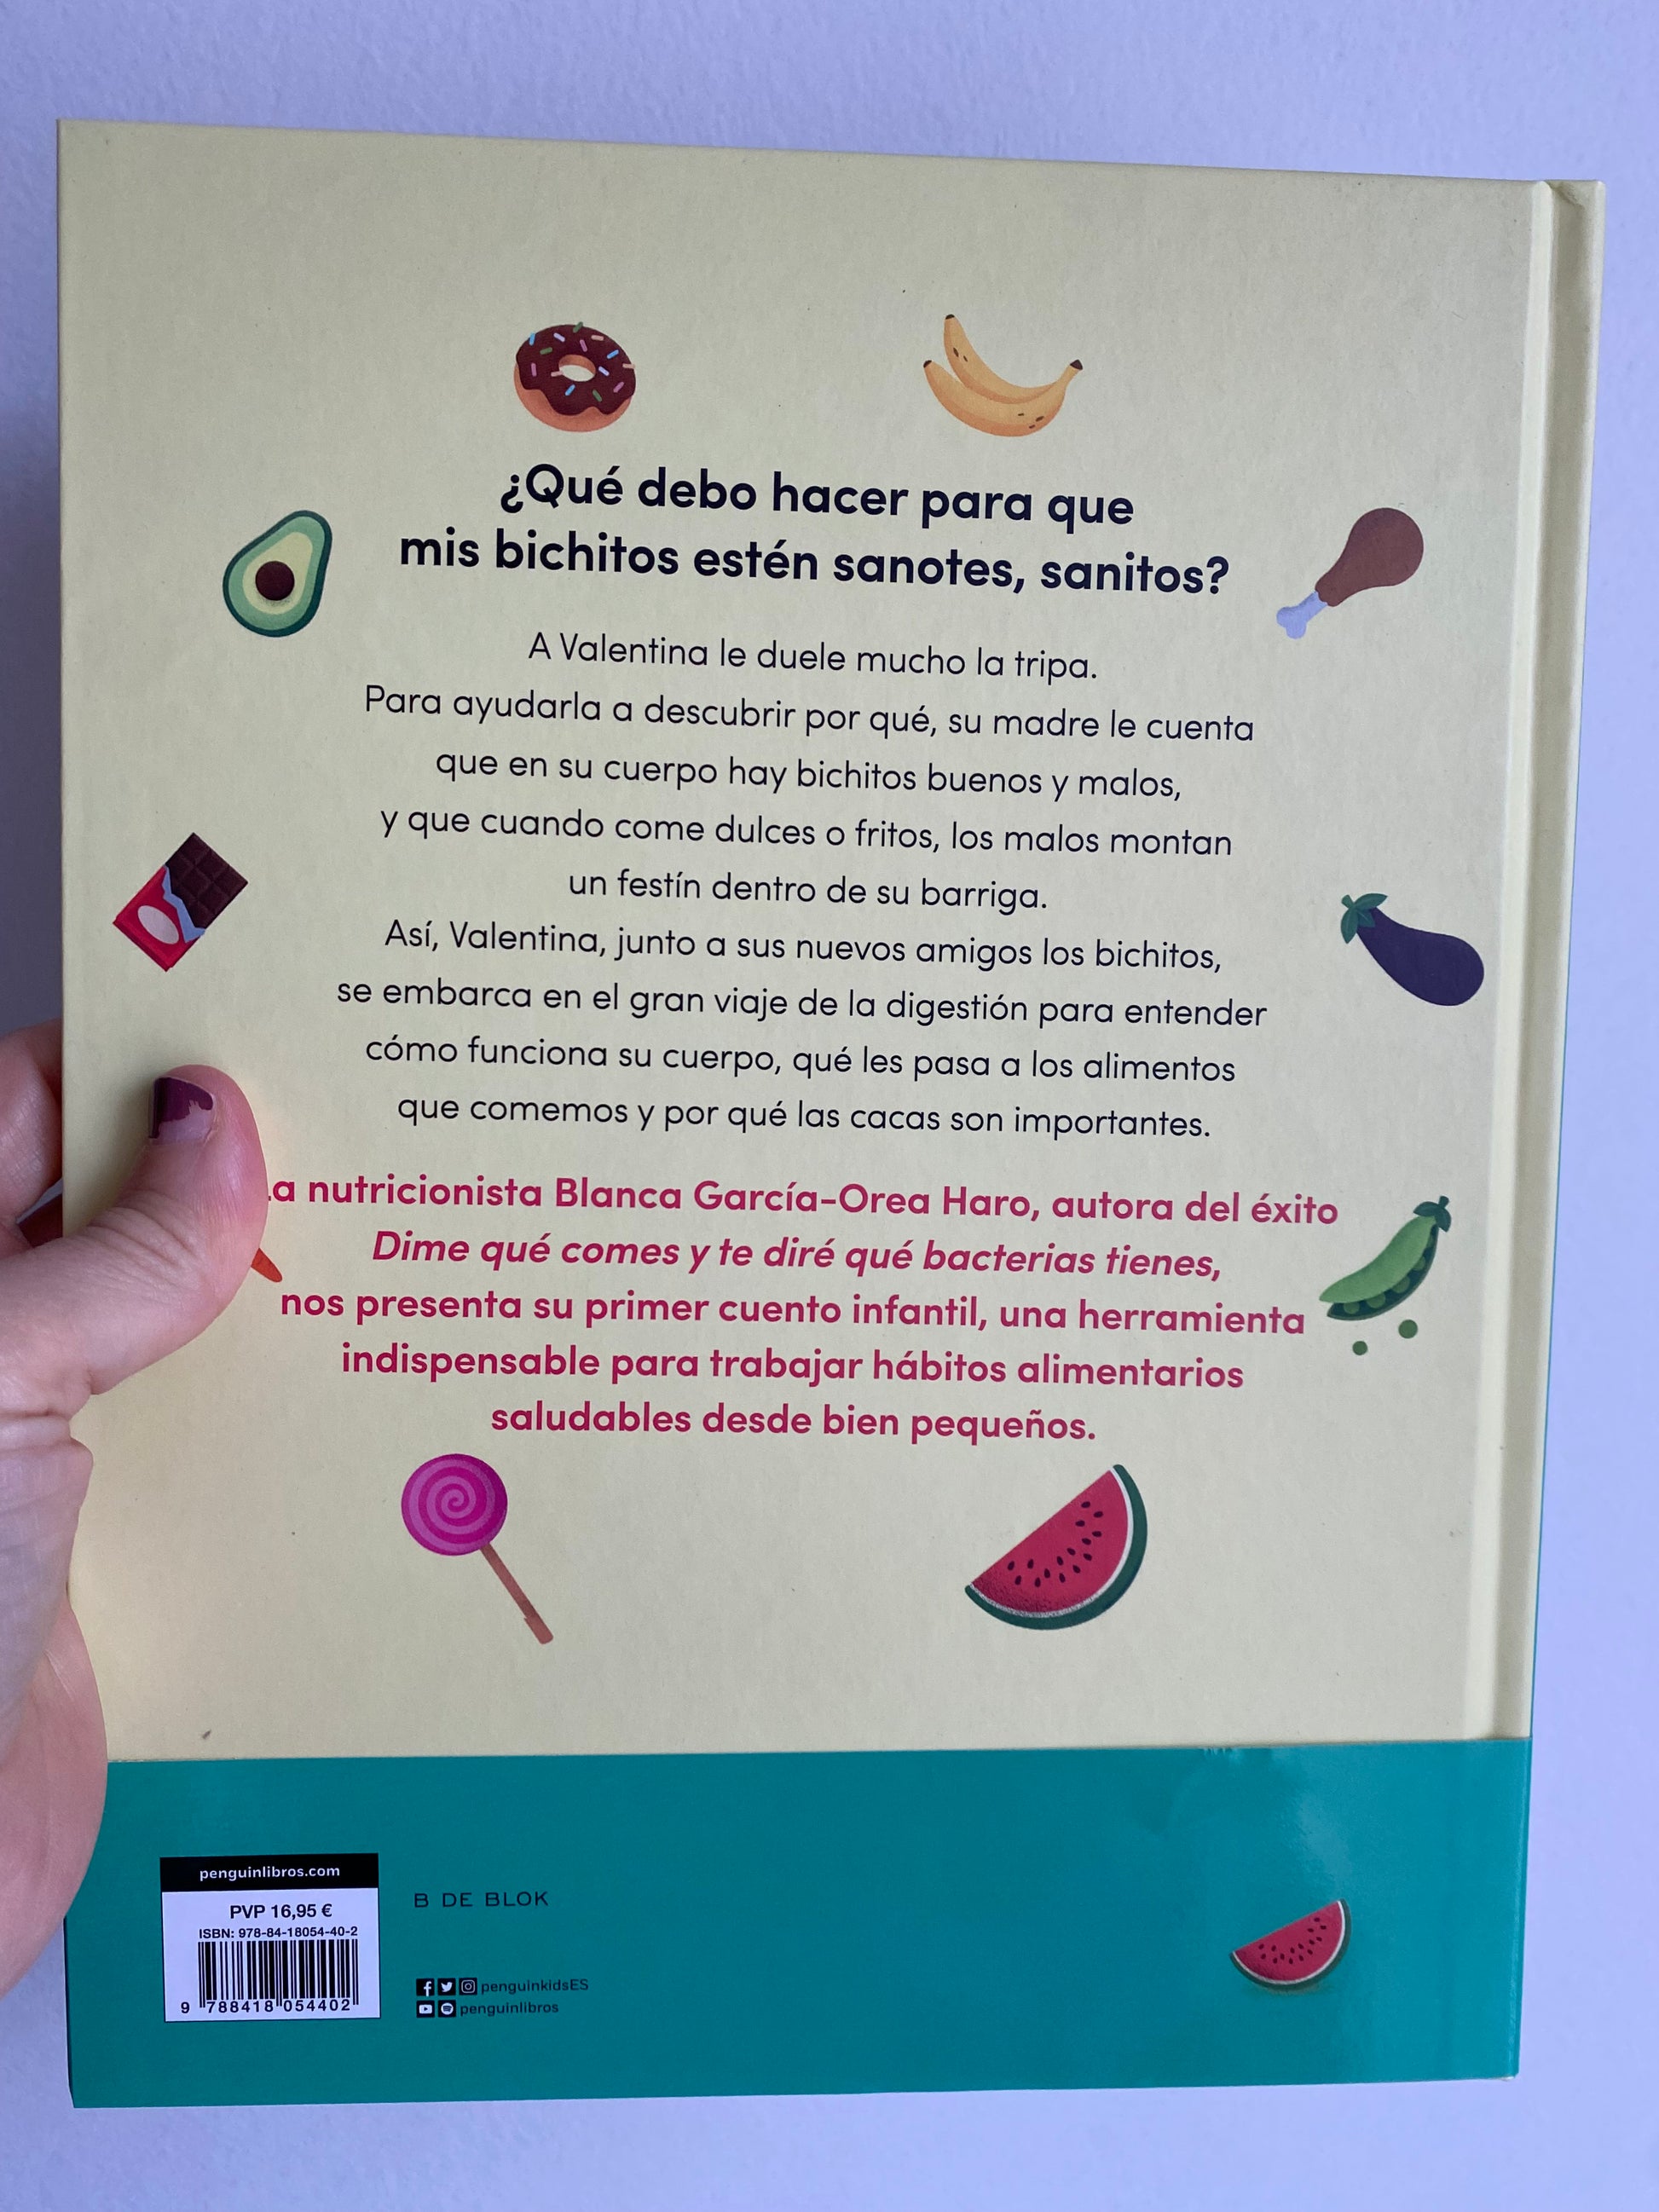 ¿Qué debo hacer para que
mis bichitos estén sanotes, sanitos?
A Valentina le duele mucho la tripa.
Para ayudarla a descubrir por qué, su madre le cuenta
que en su cuerpo hay bichitos buenos y malos,
y que cuando come dulces o fritos, los malos montan
un festín dentro de su barriga.
Así, Valentina, junto a sus nuevos amigos los bichitos,
se embarca en el gran viaje de la digestión para entender
cómo funciona su cuerpo, qué les pasa a los alimentos
que comemos y por qué las cacas son importantes.
La nutricionista Blanca García-Orea Haro, autora del éxito
Dime qué comes y te diré qué bacterias tienes,
nos presenta su primer cuento infantil, una herramienta
indispensable para trabajar hábitos alimentarios
saludables desde bien pequeños.
penguinlibros.com
PVP 16,95 €
ISBN: 978-84-18054-40-2
9 788418 054402
B DE BLOK
penguinkidsES
penguinlibros